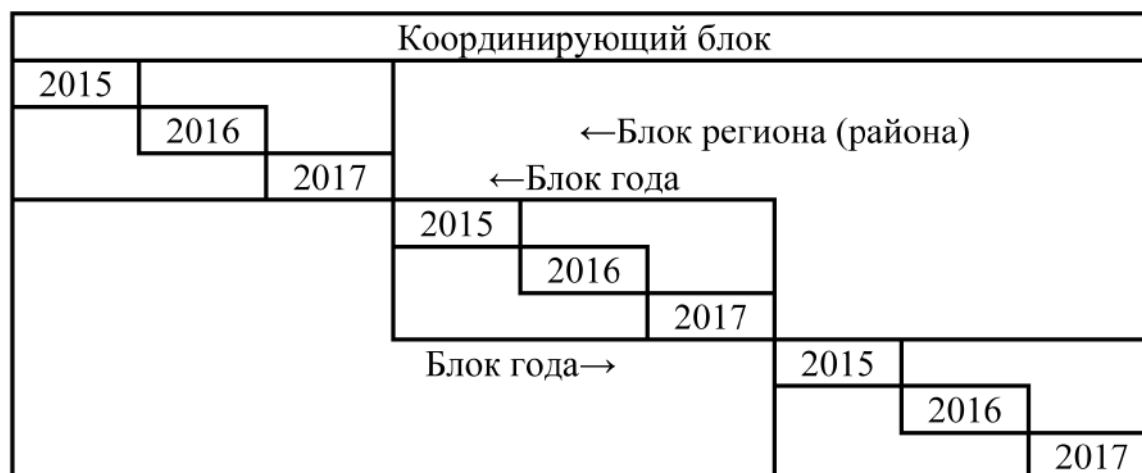 Координирующий блок
2015
2016
←Блок региона (района)
2017
←Блок года
2015
2016
2017
Блок года→
2015
2016
2017